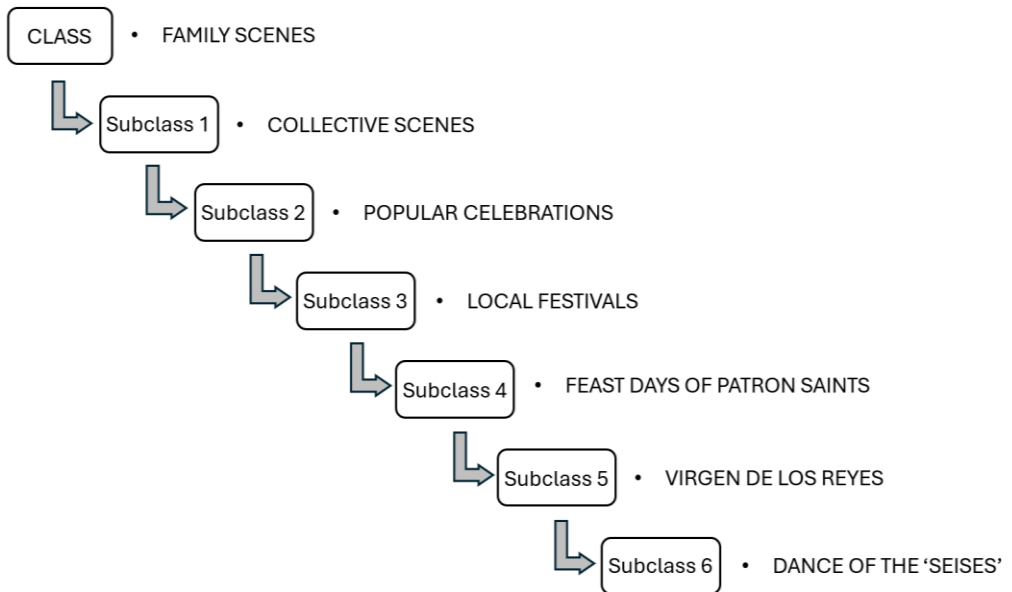 CLASS • FAMILY SCENES
Subclass 1 • COLLECTIVE SCENES
Subclass 2 • POPULAR CELEBRATIONS
Subclass 3 • LOCAL FESTIVALS
Subclass 4 • FEAST DAYS OF PATRON SAINTS
Subclass 5 • VIRGEN DE LOS REYES
Subclass 6 • DANCE OF THE ‘SEISES’